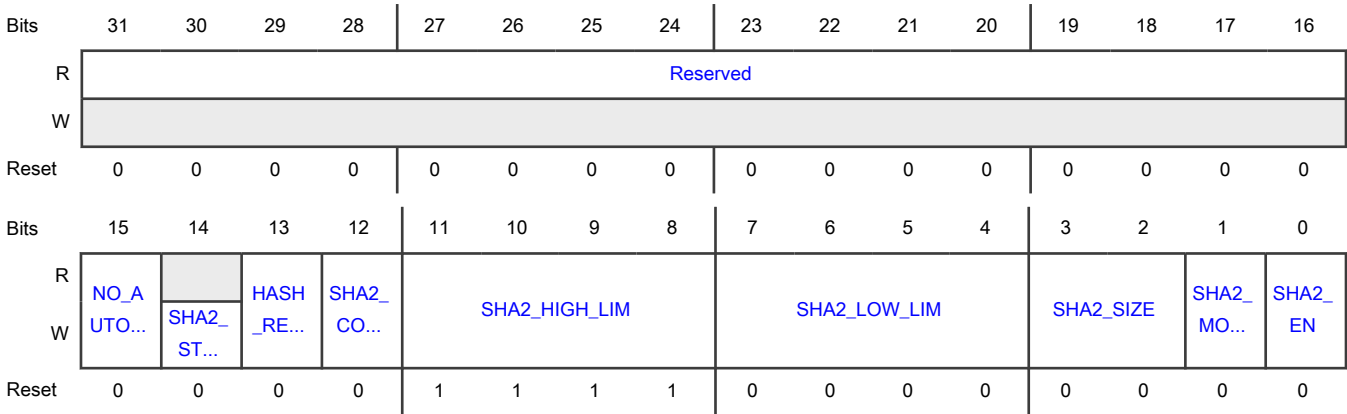 Bits 31 30 29 28 27 26 25 24 23 22 21 20 19 18 17 16
R Reserved
W
Reset 0 0 0 0 0 0 0 0 0 0 0 0 0 0 0 0
Bits 15 14 13 12 11 10 9 8 7 6 5 4 3 2 1 0
R
W
NO_A
UTO...
SHA2_
ST...
HASH
_RE...
SHA2_
CO...
SHA2_HIGH_LIM
SHA2_LOW_LIM
SHA2_SIZE
SHA2_
MO...
SHA2_
EN
Reset 0 0 0 0 1 1 1 1 0 0 0 0 0 0 0 0